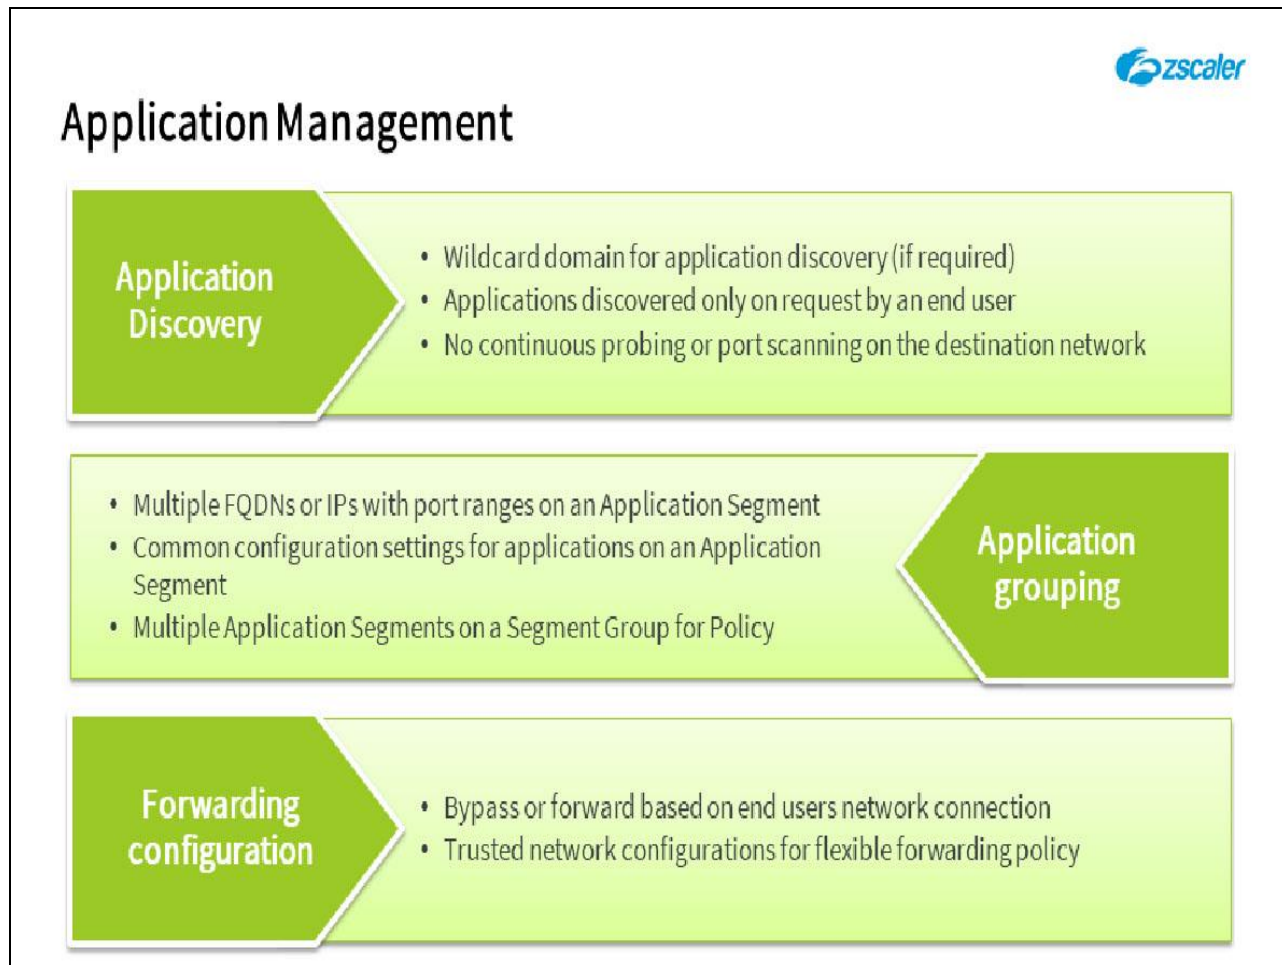 zscaler
Application Management
Application
Discovery
• Wildcard domain for application discovery (if required)
• Applications discovered only on request by an end user
• No continuous probing or port scanning on the destination network
• Multiple FQDNs or IPs with port ranges on an Application Segment
• Common configuration settings for applications on an Application
Segment
• Multiple Application Segments on a Segment Group for Policy
Application
grouping
Forwarding
configuration
• Bypass or forward based on end users network connection
• Trusted network configurations for flexible forwarding policy